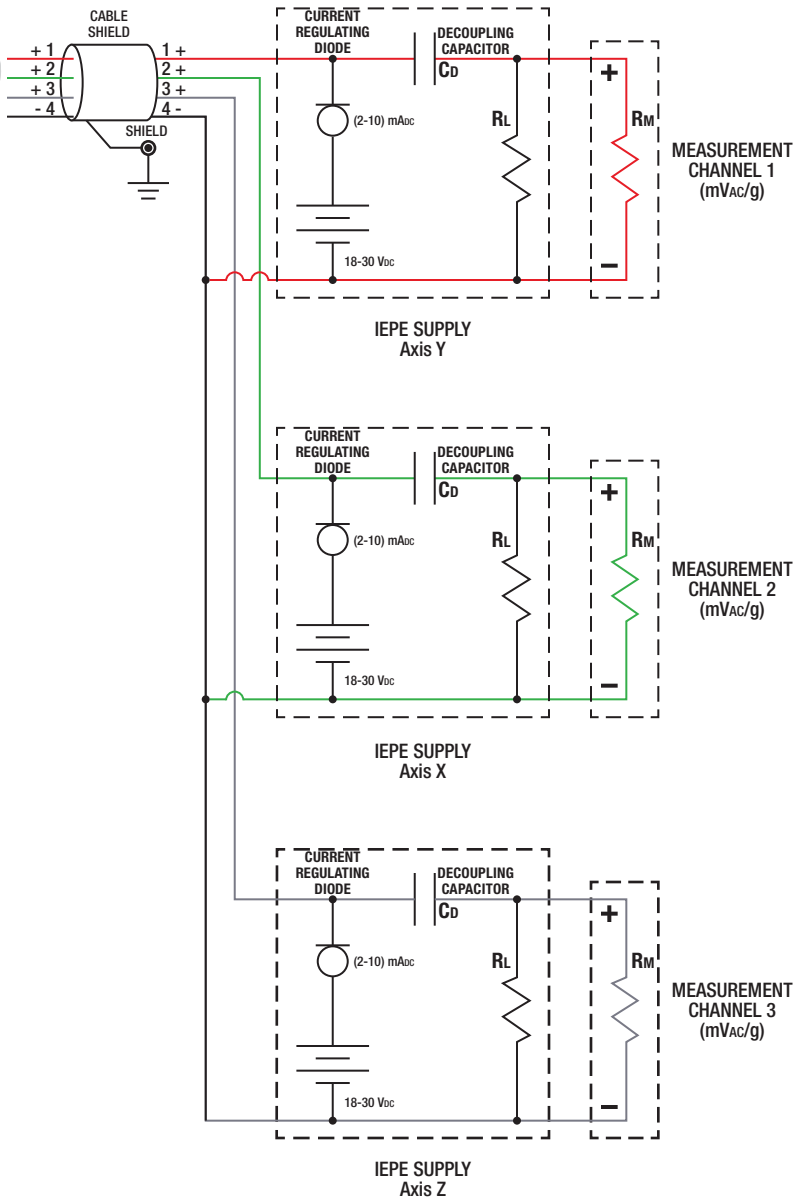 CABLE
SHIELD
+ 1
+ 2
+ 3
- 4
1 +
2 +
3 +
4 -
SHIELD
CURRENT
REGULATING
DIODE
DECOUPLING
CAPACITOR
CD
(2-10) mADC
RL
18-30 VDC
+
RM
−
MEASUREMENT
CHANNEL 1
(mVAC/g)
IEPE SUPPLY
Axis Y
CURRENT
REGULATING
DIODE
DECOUPLING
CAPACITOR
CD
(2-10) mADC
RL
18-30 VDC
+
RM
−
MEASUREMENT
CHANNEL 2
(mVAC/g)
IEPE SUPPLY
Axis X
CURRENT
REGULATING
DIODE
DECOUPLING
CAPACITOR
CD
(2-10) mADC
RL
18-30 VDC
+
RM
−
MEASUREMENT
CHANNEL 3
(mVAC/g)
IEPE SUPPLY
Axis Z